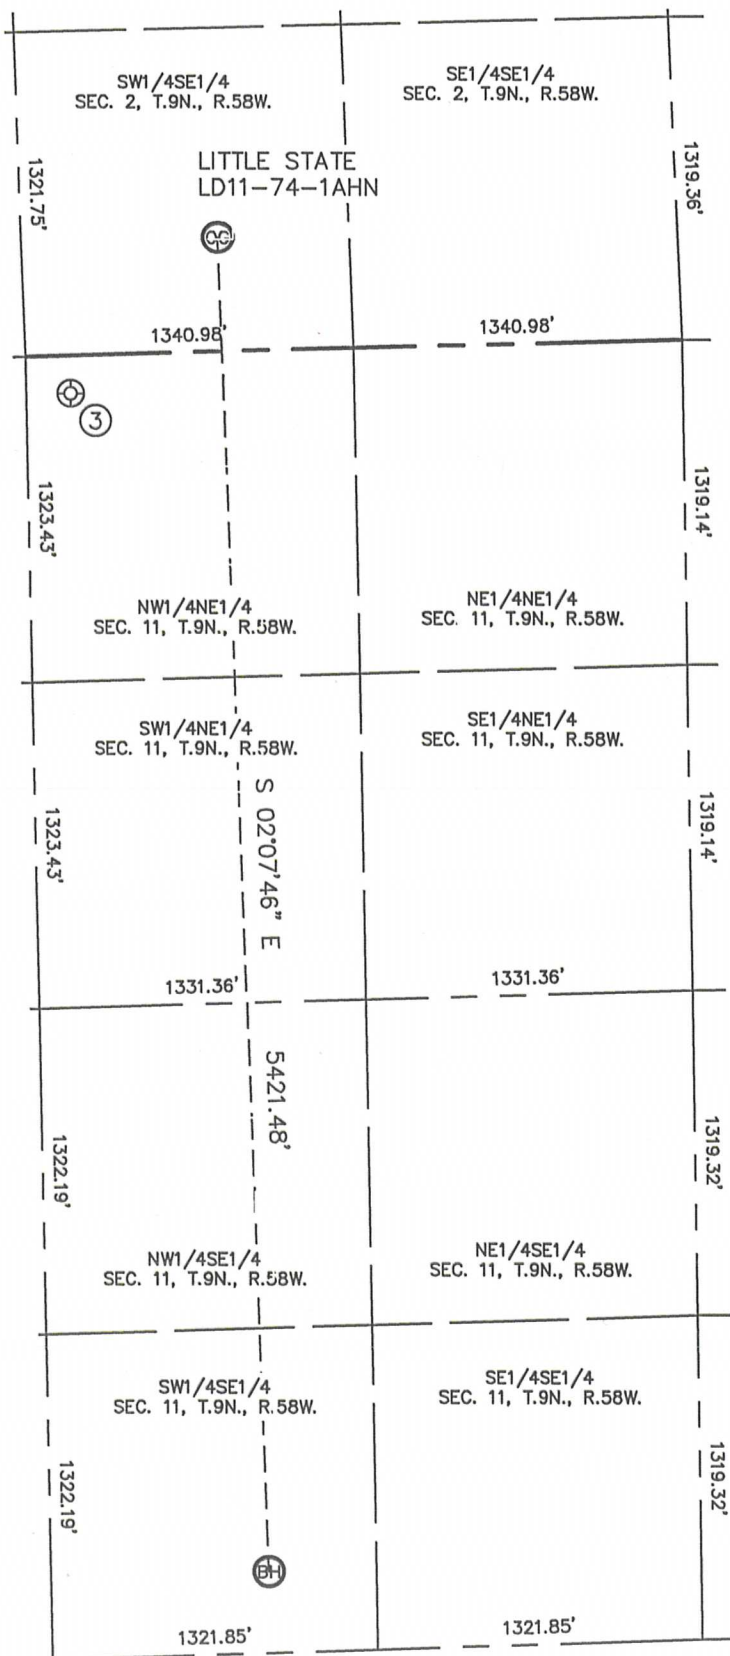 SW1/4SE1/4
SEC. 2, T.9N., R.58W.
SE1/4SE1/4
SEC. 2, T.9N., R.58W.
LITTLE STATE
LD11-74-1AHN
1321.75'
1319.36'
1340.98'
1340.98'
3
1323.43'
1319.14'
NW1/4NE1/4
SEC. 11, T.9N., R.58W.
NE1/4NE1/4
SEC. 11, T.9N., R.58W.
SW1/4NE1/4
SEC. 11, T.9N., R.58W.
SE1/4NE1/4
SEC. 11, T.9N., R.58W.
1323.43'
S 02°07'46" E
1319.14'
1331.36'
1331.36'
5421.48'
1322.19'
1319.32'
NW1/4SE1/4
SEC. 11, T.9N., R.58W.
NE1/4SE1/4
SEC. 11, T.9N., R.58W.
SW1/4SE1/4
SEC. 11, T.9N., R.58W.
SE1/4SE1/4
SEC. 11, T.9N., R.58W.
1322.19'
1319.32'
BH
1321.85'
1321.85'